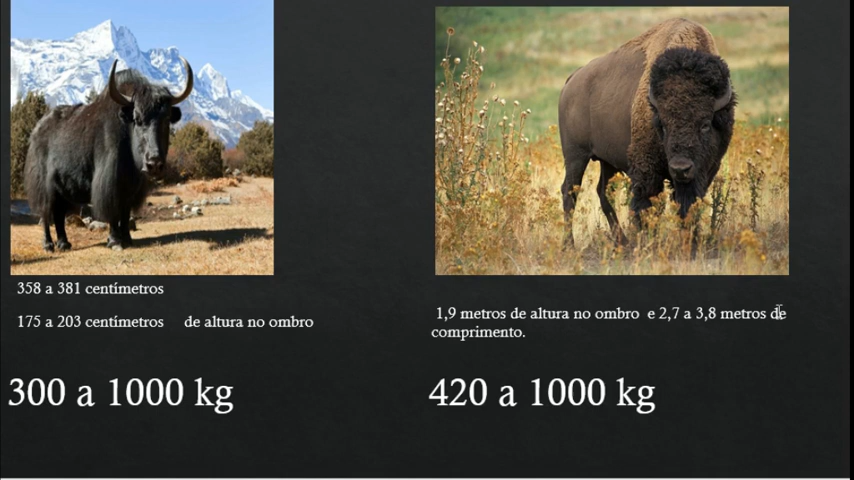 358 a 381 centímetros
175 a 203 centímetros de altura no ombro
300 a 1000 kg
1,9 metros de altura no ombro e 2,7 a 3,8 metros de
comprimento.
420 a 1000 kg